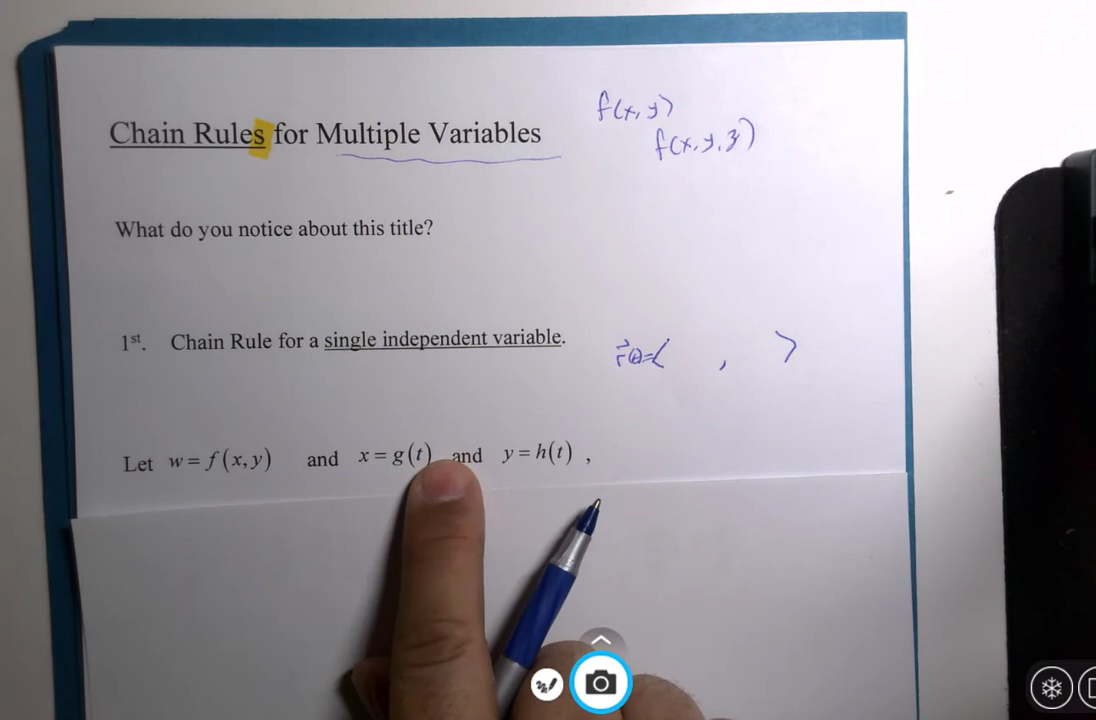 Chain Rules for Multiple Variables
f(x,y)
f(x,y,z)
What do you notice about this title?
1st. Chain Rule for a single independent variable.
r⃗(t)=⟨ , ⟩
Let w = f(x,y) and x = g(t) and y = h(t) ,